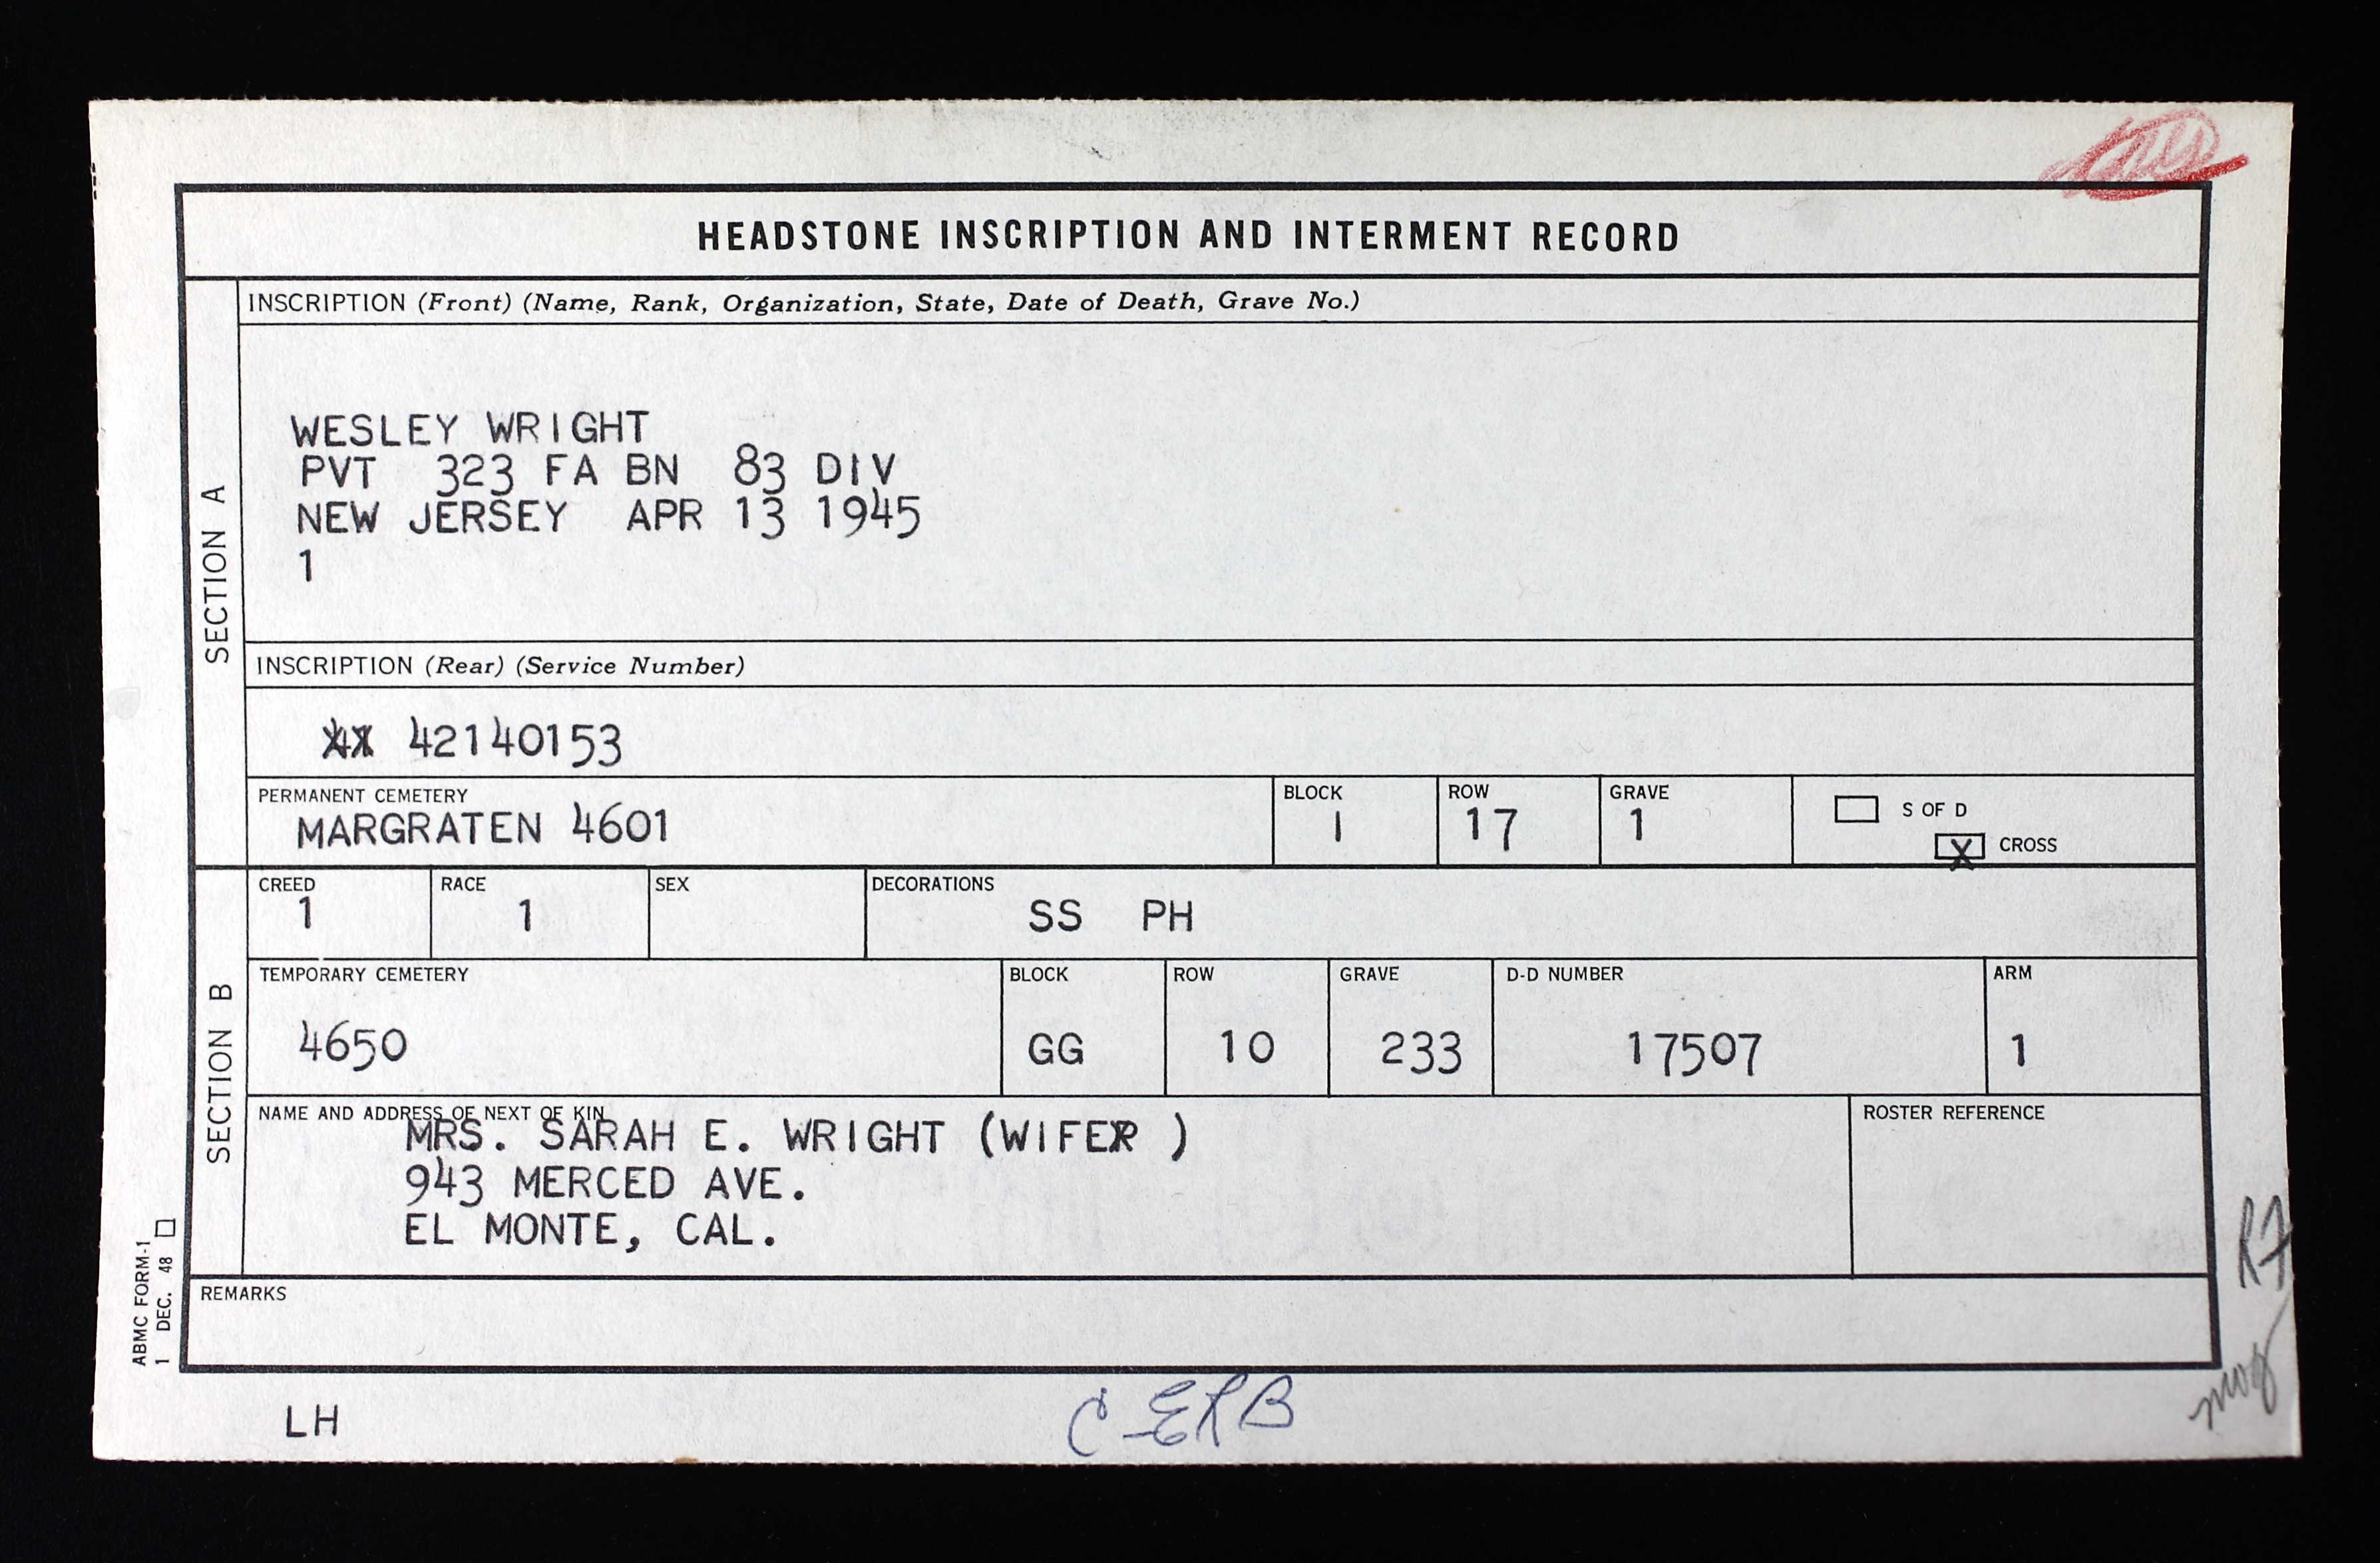 HEADSTONE INSCRIPTION AND INTERMENT RECORD
SECTION A
INSCRIPTION (Front) (Name, Rank, Organization, State, Date of Death, Grave No.)
WESLEY WRIGHT
PVT 323 FA BN 83 DIV
NEW JERSEY APR 13 1945
1
INSCRIPTION (Rear) (Service Number)
42140153
PERMANENT CEMETERY
MARGRATEN 4601
BLOCK
I
ROW
17
GRAVE
1
S OF D
X CROSS
SECTION B
CREED
1
RACE
1
SEX
DECORATIONS
SS PH
TEMPORARY CEMETERY
4650
BLOCK
GG
ROW
10
GRAVE
233
D-D NUMBER
17507
ARM
1
NAME AND ADDRESS OF NEXT OF KIN
MRS. SARAH E. WRIGHT (WIFE )
943 MERCED AVE.
EL MONTE, CAL.
ROSTER REFERENCE
REMARKS
ABMC FORM-1
1 DEC. 48
LH